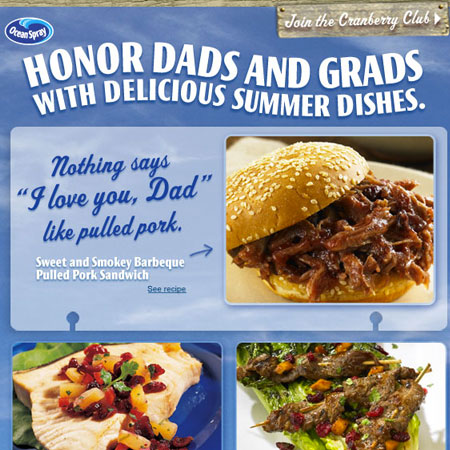 Ocean Spray
Join the Cranberry Club
HONOR DADS AND GRADS
WITH DELICIOUS SUMMER DISHES.
Nothing says
"I love you, Dad"
like pulled pork.
Sweet and Smokey Barbeque
Pulled Pork Sandwich
See recipe